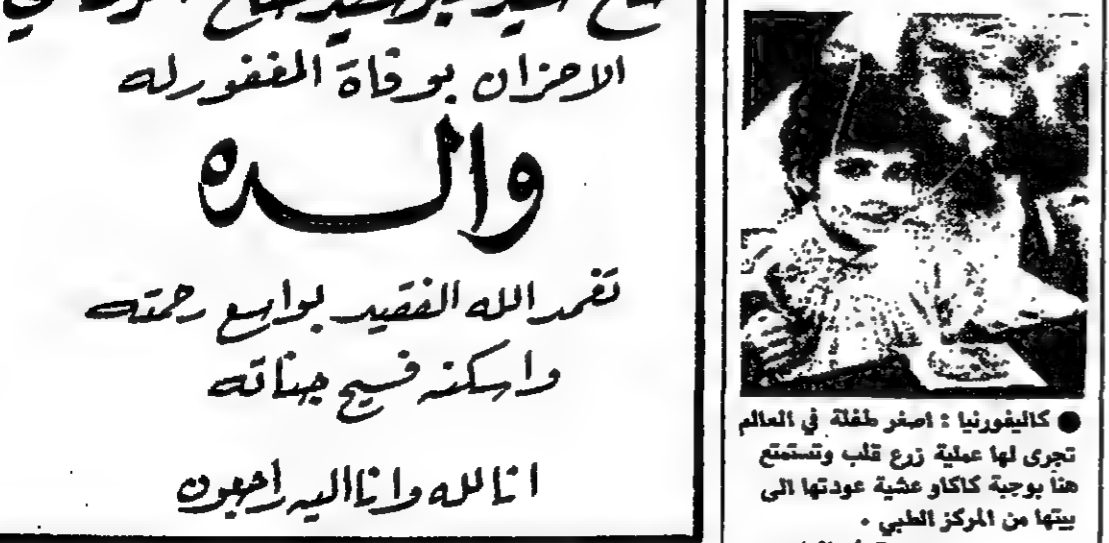 الاحزان بوفاة المغفور له
والده
تغمد الله الفقيد بواسع رحمته
واسكنه فسيح جناته
انا لله وانا اليه راجعون
● كاليفورنيا : اصغر طفلة في العالم
تجرى لها عملية زرع قلب وتستمتع
هنا بوجبة كاكاو عشية عودتها الى
بيتها من المركز الطبي .